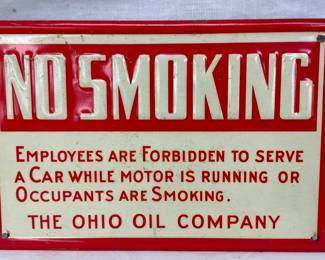 NO SMOKING
EMPLOYEES ARE FORBIDDEN TO SERVE
A CAR WHILE MOTOR IS RUNNING OR
OCCUPANTS ARE SMOKING.
THE OHIO OIL COMPANY